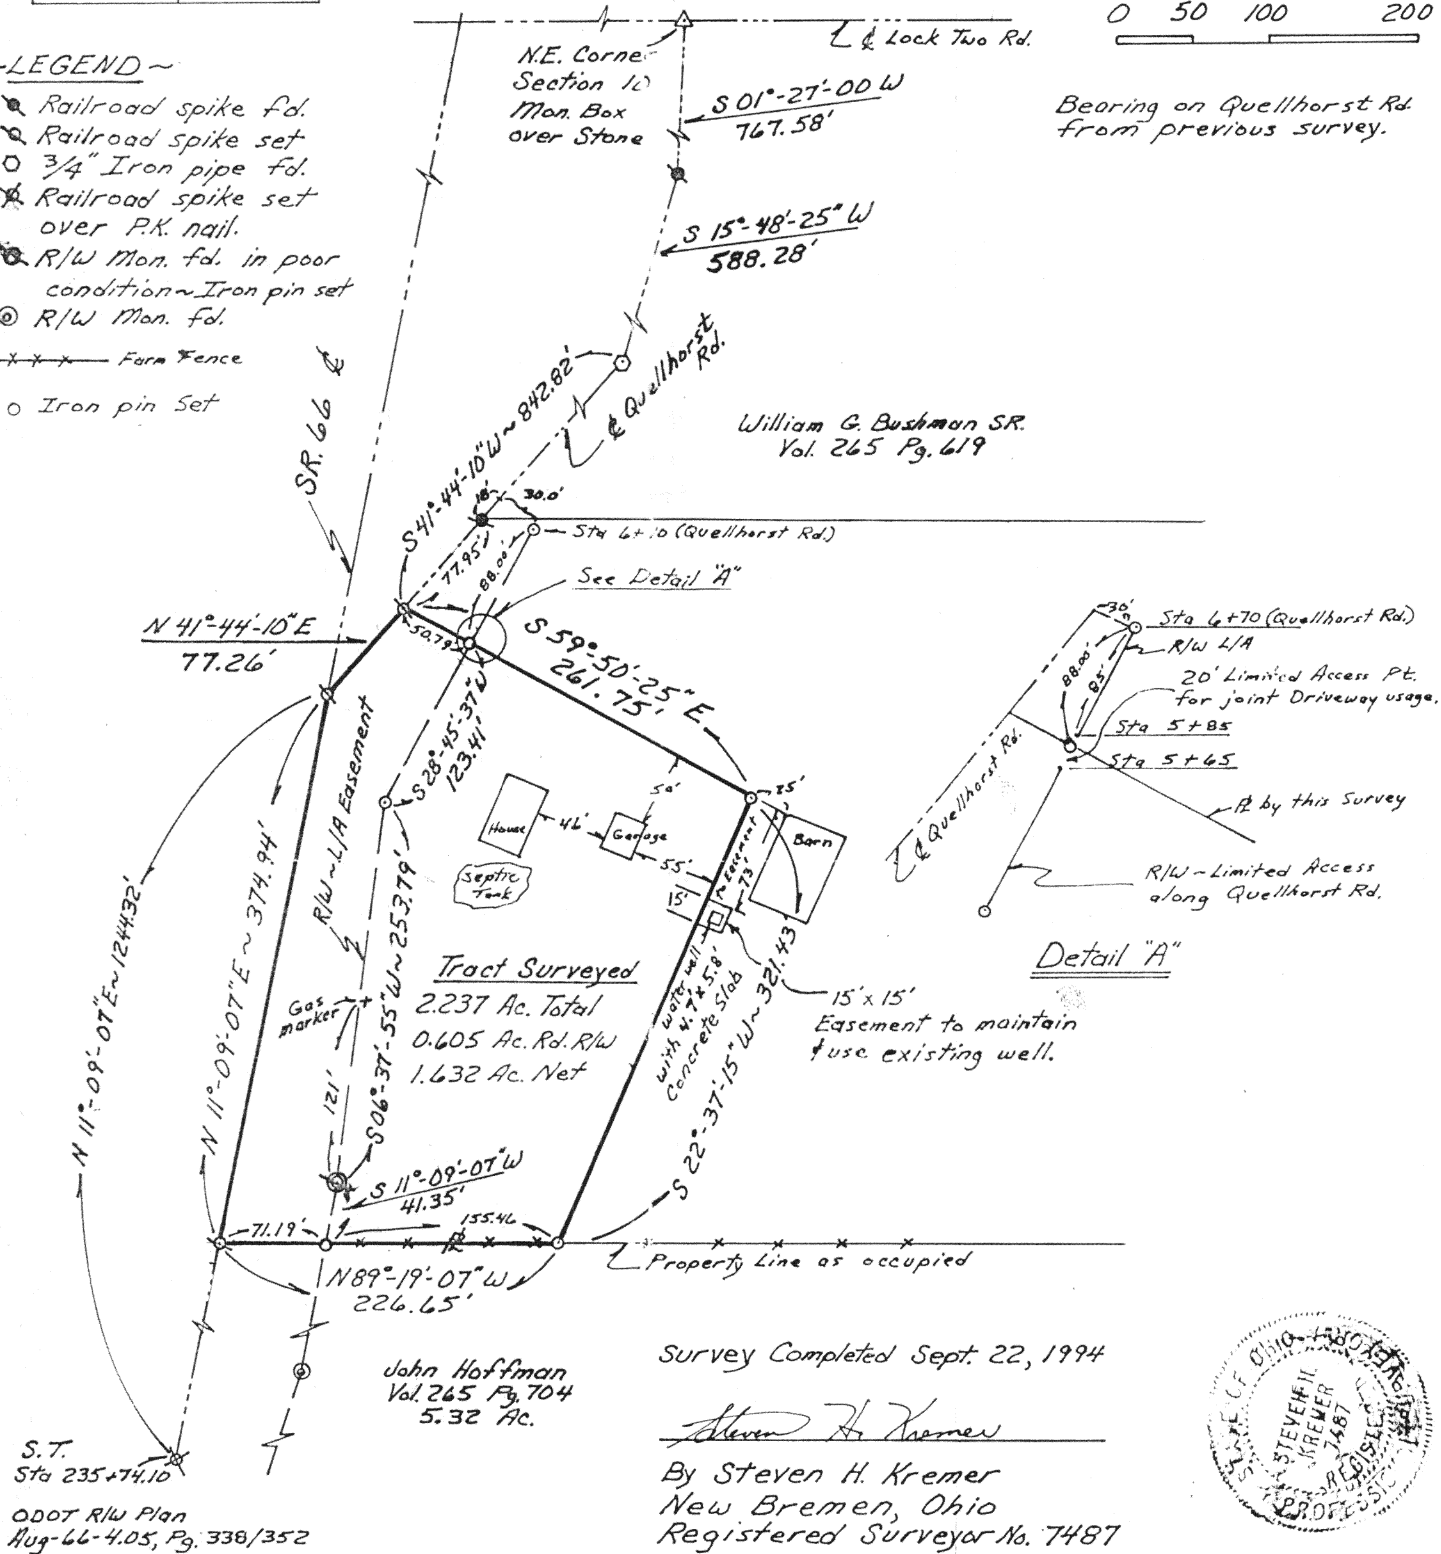 0 50 100 200
℄ Lock Two Rd.
N.E. Corner
Section 10
Mon. Box
over Stone
S 01°-27'-00 W
767.58'
Bearing on Quellhorst Rd.
from previous survey.
~LEGEND~
Railroad spike fd.
Railroad spike set
3/4" Iron pipe fd.
Railroad spike set
over P.K. nail.
R/W Mon. fd. in poor
condition~Iron pin set
R/W Mon. fd.
x x x Farm Fence
Iron pin Set
S 15°-48'-25" W
588.28'
S 41°-44'-10" W ~ 842.82'
℄ Quellhorst
Rd.
S.R. 66 ℄
William G. Bushman SR.
Vol. 265 Pg. 619
18' 30.0'
Sta 6+10 (Quellhorst Rd.)
77.95'
88.00'
See Detail "A"
N 41°-44'-10" E
77.26'
50.79'
S 59°-50'-25" E
261.75'
S 28°-45'-37" W
123.41'
R/W~L/A Easement
House
46'
Garage
50'
55'
Septic
Tank
25'
Barn
Easement
73'
15'
N 11°-09'-07" E ~ 1244.32'
N 11°-09'-07" E ~ 374.94'
S 06°-37'-55" W ~ 253.79'
Gas
marker
121'
Tract Surveyed
2.237 Ac. Total
0.605 Ac. Rd. R/W
1.632 Ac. Net
water well
with 4.7' x 5.8'
Concrete Slab
S 22°-37'-15" W ~ 321.43
15' x 15'
Easement to maintain
& use existing well.
S 11°-09'-07" W
41.35'
71.19'
155.46
N 89°-19'-07" W
226.65'
Property Line as occupied
30'
Sta 6+70 (Quellhorst Rd.)
R/W L/A
88.00'
85'
20' Limited Access Pt.
for joint Driveway usage.
Sta 5+85
Sta 5+65
℄ Quellhorst Rd.
℄ by this Survey
R/W ~ Limited Access
along Quellhorst Rd.
Detail "A"
John Hoffman
Vol. 265 Pg. 704
5.32 Ac.
S.T.
Sta 235+74.10
ODOT R/W Plan
Aug-66-4.05, Pg. 338/352
Survey Completed Sept. 22, 1994
Steven H. Kremer
By Steven H. Kremer
New Bremen, Ohio
Registered Surveyor No. 7487
STATE OF OHIO
STEVEN H.
KREMER
7487
REGISTERED
PROFESSIONAL SURVEYOR